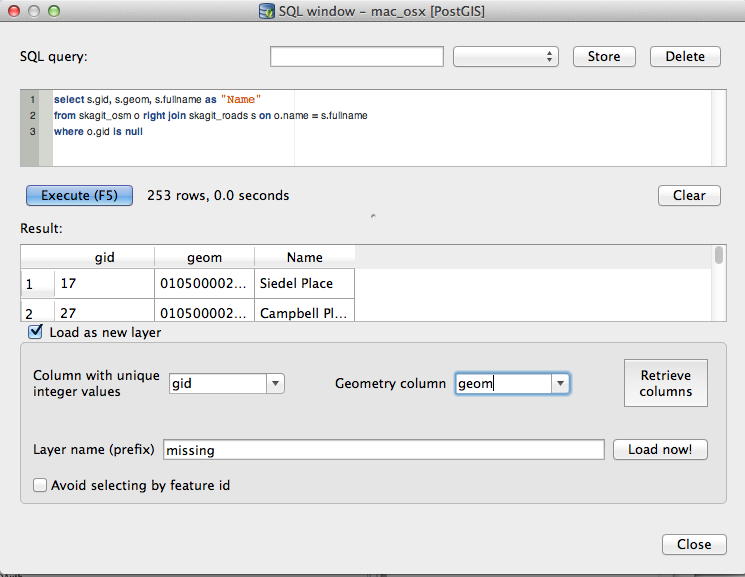 SQL window – mac_osx [PostGIS]
SQL query:
Store
Delete
1 select s.gid, s.geom, s.fullname as "Name"
2 from skagit_osm o right join skagit_roads s on o.name = s.fullname
3 where o.gid is null
Execute (F5)
253 rows, 0.0 seconds
Clear
Result:
gid geom Name
1 17 010500002... Siedel Place
2 27 010500002... Campbell Pl...
Load as new layer
Column with unique
integer values
gid
Geometry column
geom
Retrieve
columns
Layer name (prefix)
missing
Load now!
Avoid selecting by feature id
Close